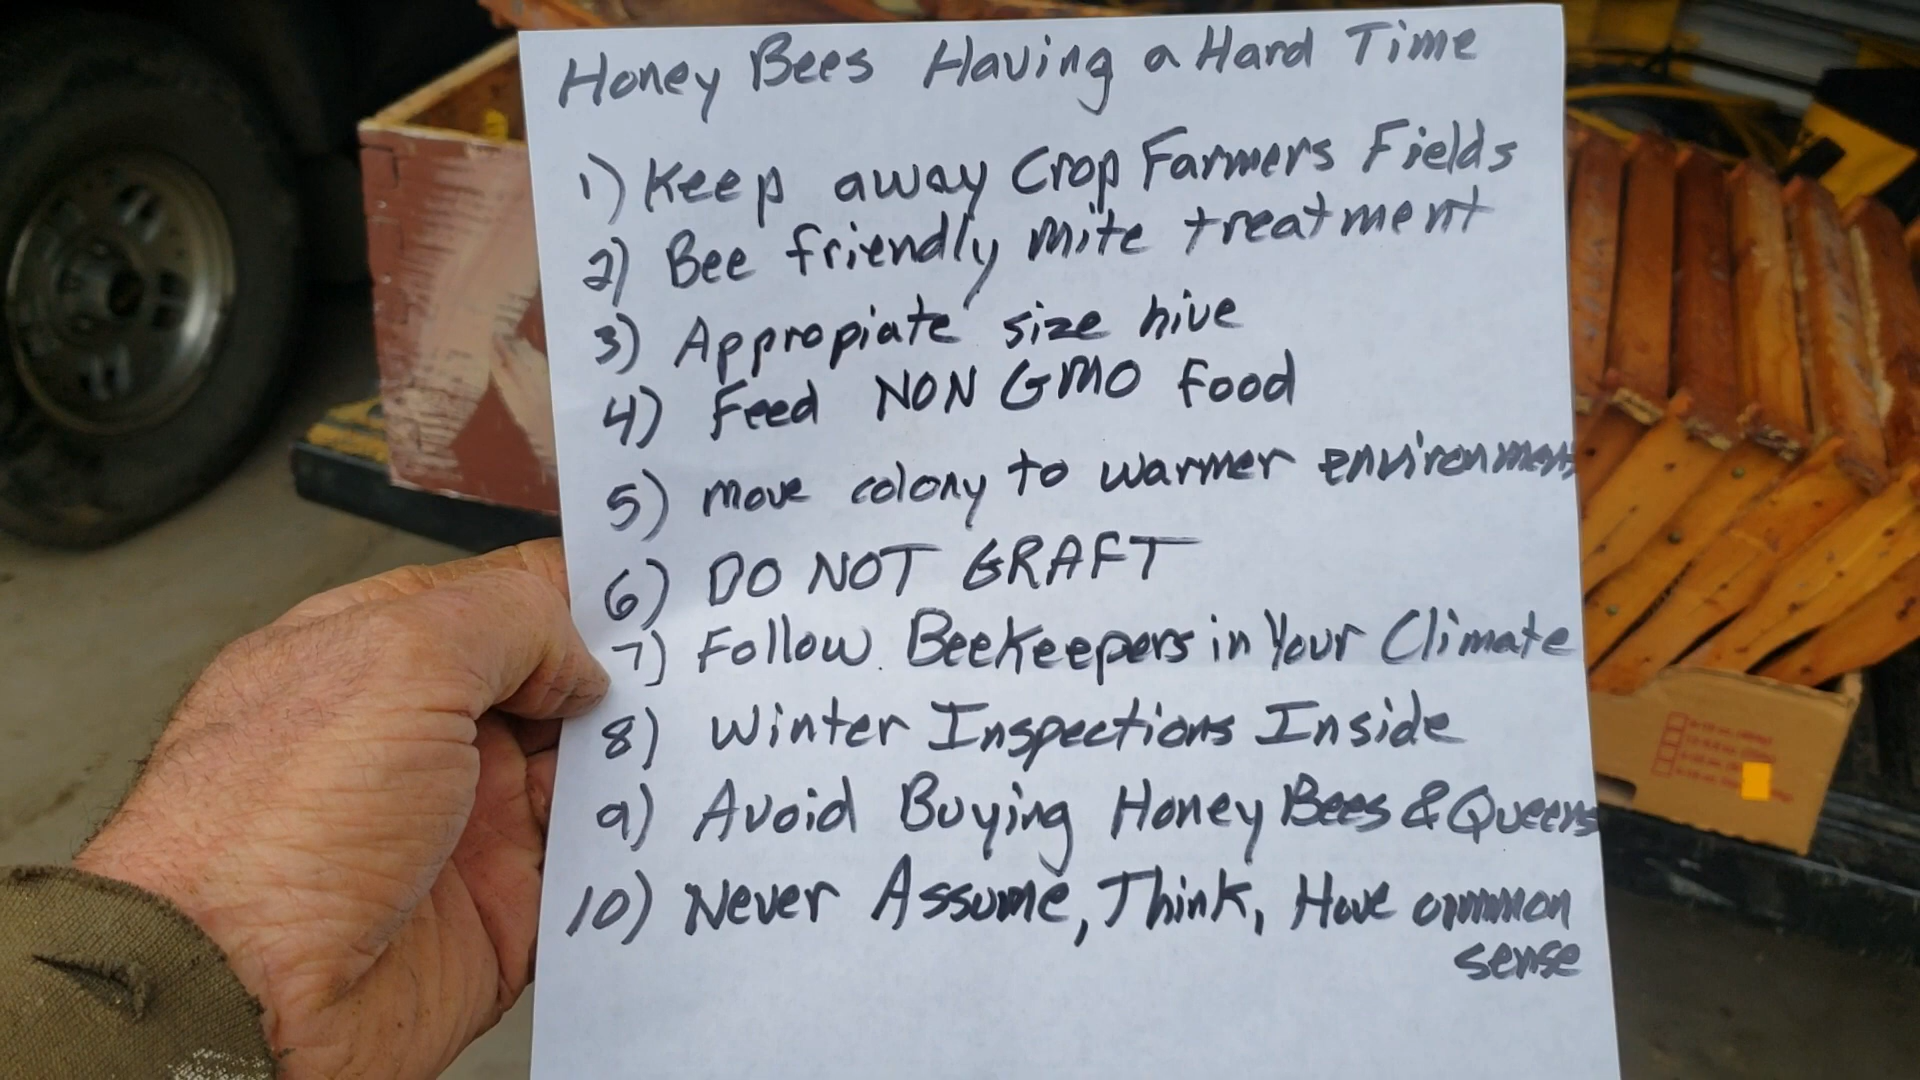 Honey Bees Having a Hard Time
1) Keep away Crop Farmers Fields
2) Bee friendly mite treatment
3) Appropiate size hive
4) Feed NON GMO food
5) move colony to warmer environment
6) DO NOT GRAFT
7) Follow Beekeepers in Your Climate
8) Winter Inspections Inside
9) Avoid Buying Honey Bees & Queens
10) Never Assume, Think, Have common
sense